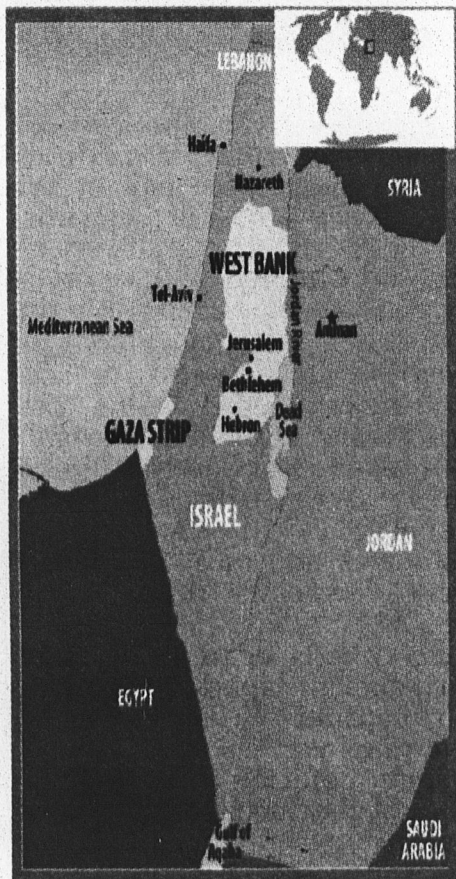 LEBANON
Haifa
Nazareth
SYRIA
WEST BANK
Tel-Aviv
Jordan River
Mediterranean Sea
Amman
Jerusalem
Bethlehem
Hebron
Dead
Sea
GAZA STRIP
ISRAEL
JORDAN
EGYPT
Gulf of
Aqaba
SAUDI
ARABIA